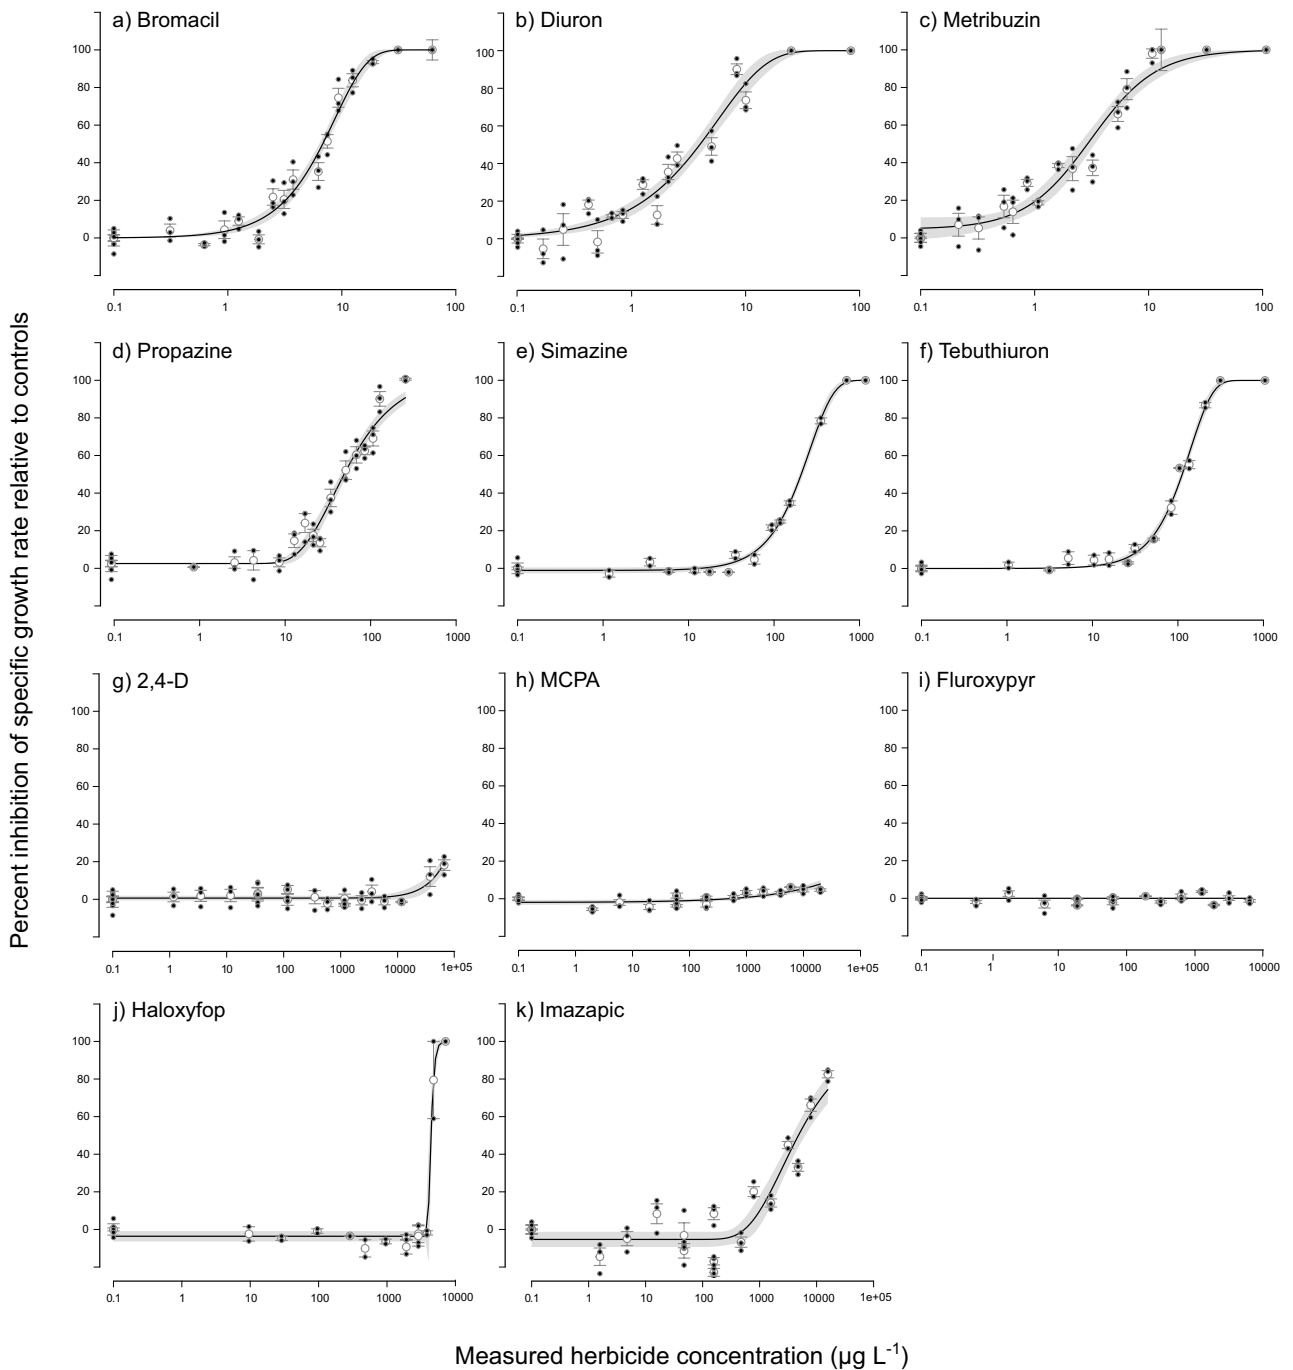 a) Bromacil
b) Diuron
c) Metribuzin
100
80
60
40
20
0
100
80
60
40
20
0
100
80
60
40
20
0
0.1 1 10 100
0.1 1 10 100
0.1 1 10 100
d) Propazine
e) Simazine
f) Tebuthiuron
100
80
60
40
20
0
100
80
60
40
20
0
100
80
60
40
20
0
0.1 1 10 100 1000
0.1 1 10 100 1000
0.1 1 10 100 1000
g) 2,4-D
h) MCPA
i) Fluroxypyr
100
80
60
40
20
0
100
80
60
40
20
0
100
80
60
40
20
0
0.1 1 10 100 1000 10000 1e+05
0.1 1 10 100 1000 10000 1e+05
0.1 1 10 100 1000 10000
j) Haloxyfop
k) Imazapic
100
80
60
40
20
0
100
80
60
40
20
0
0.1 1 10 100 1000 10000
0.1 1 10 100 1000 10000 1e+05
Percent inhibition of specific growth rate relative to controls
Measured herbicide concentration (µg L⁻¹)